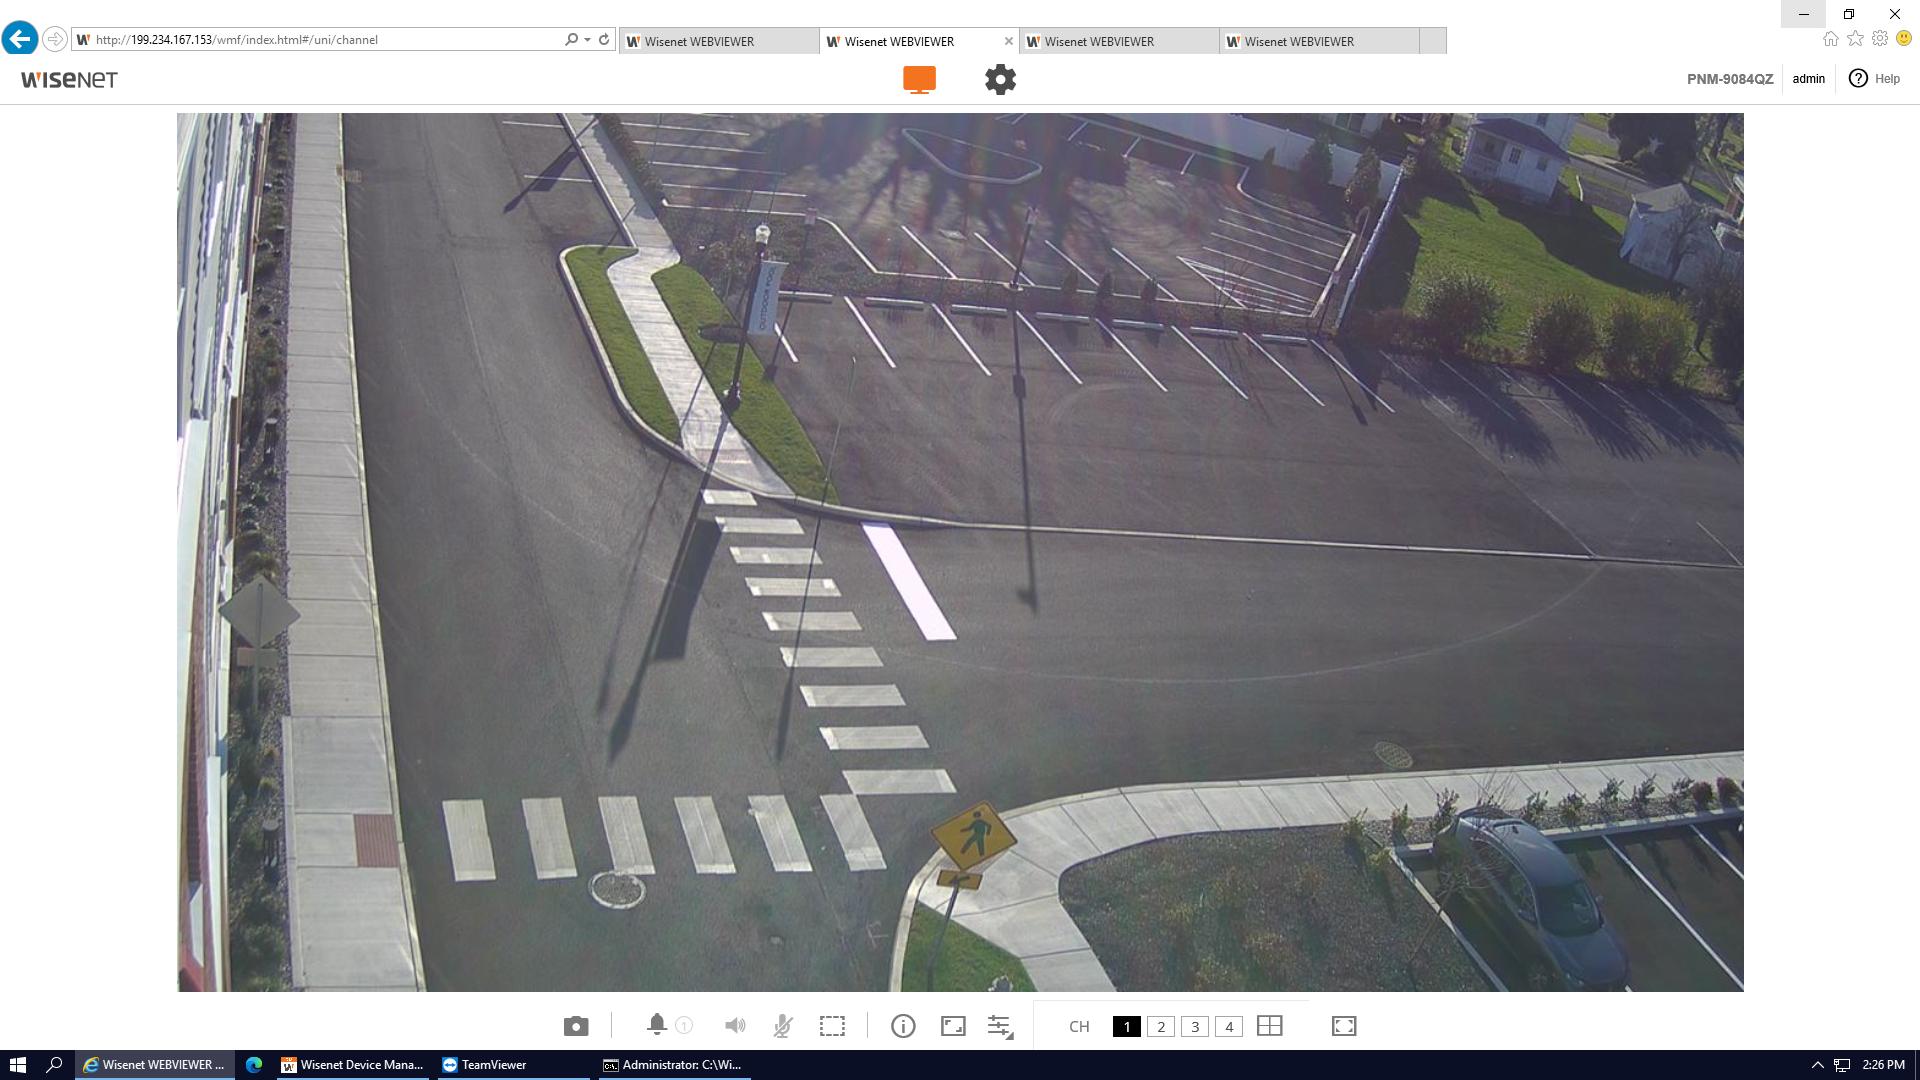 http://199.234.167.153/wmf/index.html#/uni/channel
Wisenet WEBVIEWER
Wisenet WEBVIEWER
Wisenet WEBVIEWER
Wisenet WEBVIEWER
WISENET
PNM-9084QZ
admin
? Help
OUTDOOR POOL
1
CH
1
2
3
4
Wisenet WEBVIEWER ...
Wisenet Device Mana...
TeamViewer
Administrator: C:\Wi...
2:26 PM